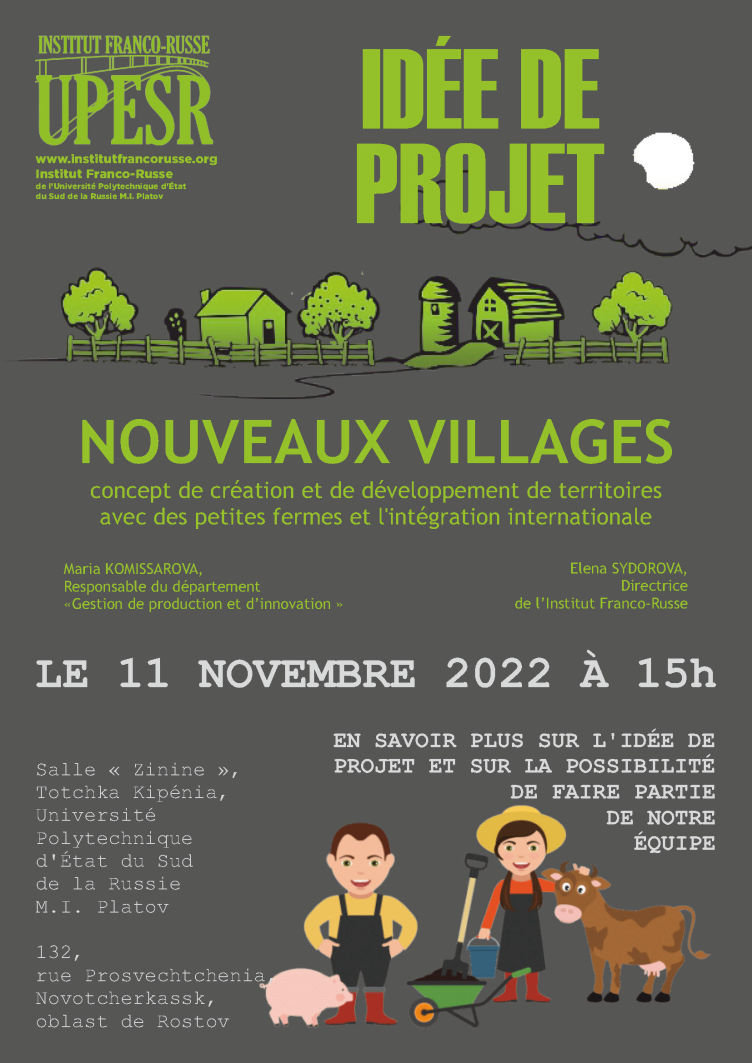 INSTITUT FRANCO-RUSSE
UPESR
www.institutfrancorusse.org
Institut Franco-Russe
de l'Université Polytechnique d'État
du Sud de la Russie M.I. Platov
IDÉE DE
PROJET
NOUVEAUX VILLAGES
concept de création et de développement de territoires
avec des petites fermes et l'intégration internationale
Maria KOMISSAROVA,
Responsable du département
«Gestion de production et d’innovation »
Elena SYDOROVA,
Directrice
de l’Institut Franco-Russe
LE 11 NOVEMBRE 2022 À 15h
EN SAVOIR PLUS SUR L'IDÉE DE
PROJET ET SUR LA POSSIBILITÉ
DE FAIRE PARTIE
DE NOTRE
ÉQUIPE
Salle « Zinine »,
Totchka Kipénia,
Université
Polytechnique
d'État du Sud
de la Russie
M.I. Platov
132,
rue Prosvechtchenia,
Novotcherkassk,
oblast de Rostov